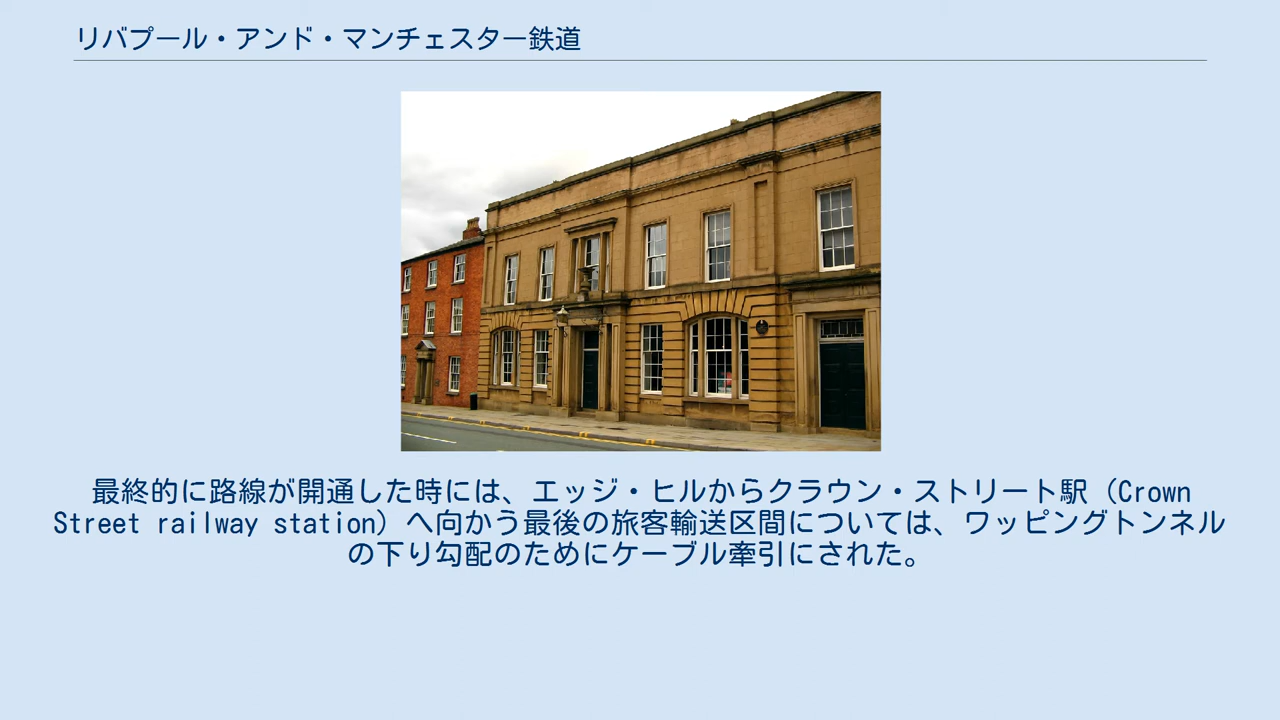 リバプール・アンド・マンチェスター鉄道
最終的に路線が開通した時には、エッジ・ヒルからクラウン・ストリート駅（Crown
Street railway station）へ向かう最後の旅客輸送区間については、ワッピングトンネル
の下り勾配のためにケーブル牽引にされた。